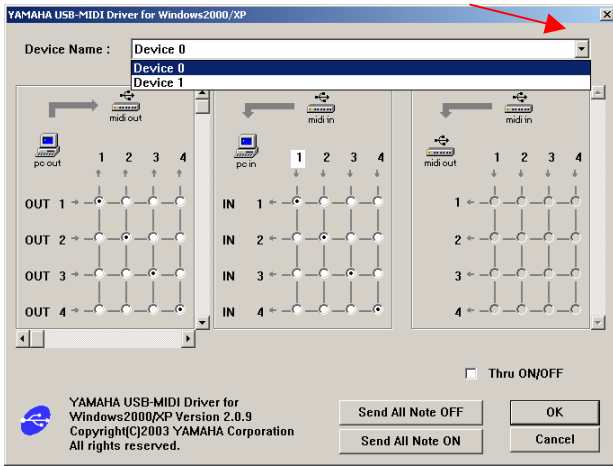 YAMAHA USB-MIDI Driver for Windows2000/XP
Device Name : Device 0
Device 0
Device 1
midi out
pc out
1 2 3 4
OUT 1
OUT 2
OUT 3
OUT 4
midi in
pc in
1 2 3 4
IN 1
IN 2
IN 3
IN 4
midi in
midi out
1 2 3 4
1
2
3
4
Thru ON/OFF
YAMAHA USB-MIDI Driver for
Windows2000/XP Version 2.0.9
Copyright(C)2003 YAMAHA Corporation
All rights reserved.
Send All Note OFF
OK
Send All Note ON
Cancel